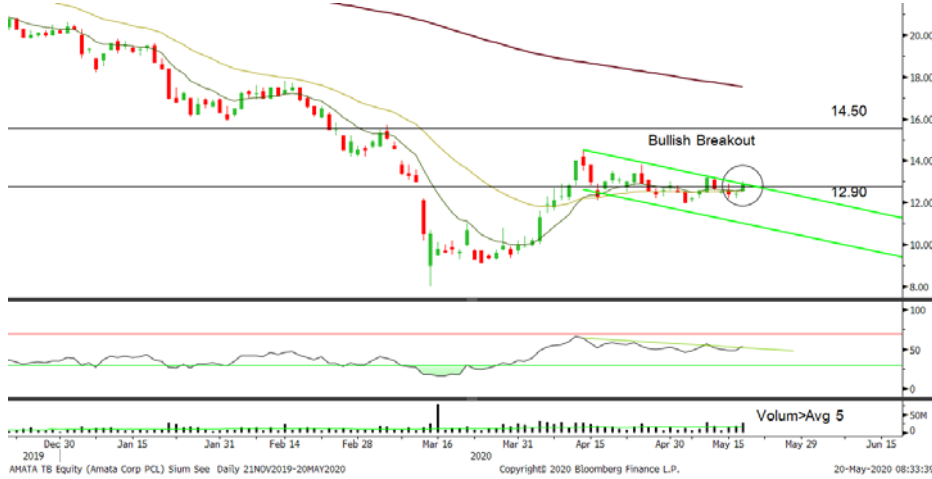 20.00
18.00
14.50
16.00
Bullish Breakout
14.00
12.90
12.00
10.00
8.00
100
50
0
Volum>Avg 5
50M
0
Dec 30 Jan 15 Jan 31 Feb 14 Feb 28 Mar 16 Mar 31 Apr 15 Apr 30 May 15 May 29 Jun 15
2019 2020
AMATA TB Equity (Amata Corp PCL) Sium See Daily 21NOV2019-20MAY2020 Copyright© 2020 Bloomberg Finance L.P. 20-May-2020 08:33:39